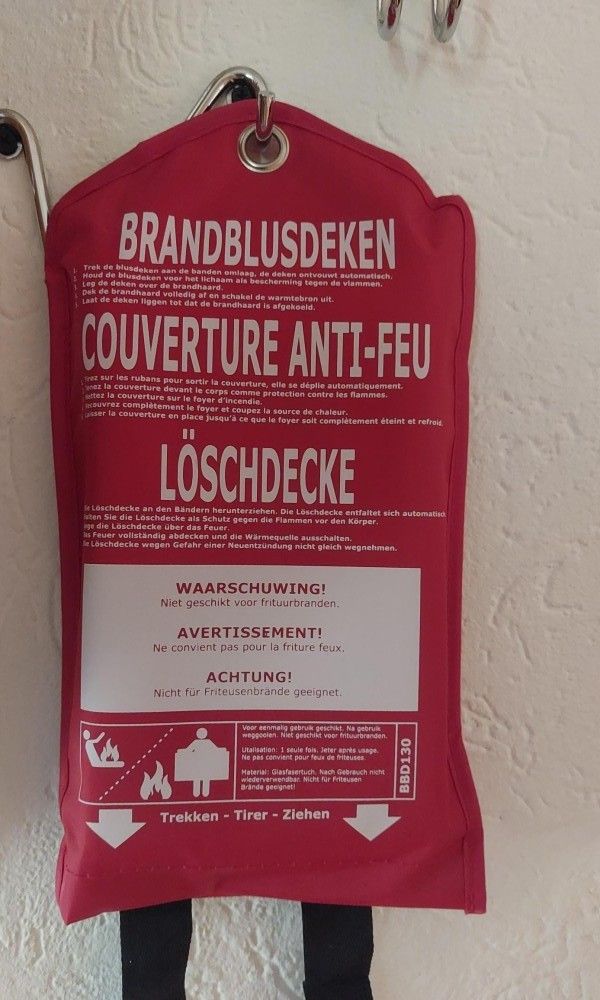 BRANDBLUSDEKEN
Trek de blusdeken aan de banden omlaag, de deken ontvouwt automatisch.
Houd de blusdeken voor het lichaam als bescherming tegen de vlammen.
Leg de deken over de brandhaard.
Dek de brandhaard volledig af en schakel de warmtebron uit.
Laat de deken liggen tot dat de brandhaard is afgekoeld.
COUVERTURE ANTI-FEU
Tirez sur les rubans pour sortir la couverture, elle se déplie automatiquement.
Tenez la couverture devant le corps comme protection contre les flammes.
Mettez la couverture sur le foyer d'incendie.
Recouvrez complètement le foyer et coupez la source de chaleur.
Laisser la couverture en place jusqu'à ce que le foyer soit complètement éteint et refroid.
LÖSCHDECKE
Löschdecke an den Bändern herunterziehen. Die Löschdecke entfaltet sich automatisch
Sie die Löschdecke als Schutz gegen die Flammen vor den Körper.
die Löschdecke über das Feuer.
Feuer vollständig abdecken und die Wärmequelle ausschalten.
Löschdecke wegen Gefahr einer Neuentzündung nicht gleich wegnehmen.
WAARSCHUWING!
Niet geschikt voor frituurbranden.
AVERTISSEMENT!
Ne convient pas pour la friture feux.
ACHTUNG!
Nicht für Friteusenbrände geeignet.
Voor eenmalig gebruik geschikt. Na gebruik
weggooien. Niet geschikt voor frituurbranden.
Utalisation: 1 seule fois. Jeter après usage.
Ne pas convient pour feux de friteuses.
Material: Glasfasertuch. Nach Gebrauch nicht
wiederverwendbar. Nicht für Friteusen
Brände geeignet!
BBD130
Trekken - Tirer - Ziehen